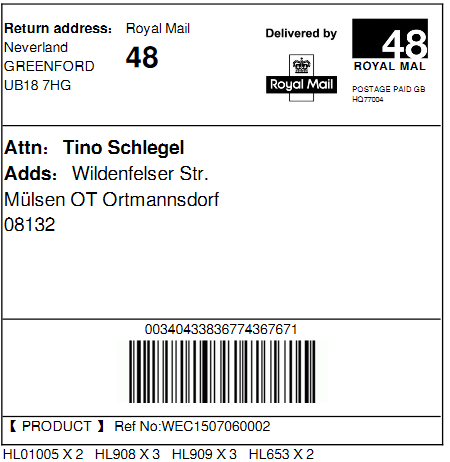 Return address: Royal Mail
Neverland
GREENFORD
UB18 7HG
48
Delivered by
Royal Mail
48
ROYAL MAL
POSTAGE PAID GB
HQ77004
Attn: Tino Schlegel
Adds: Wildenfelser Str.
Mülsen OT Ortmannsdorf
08132
00340433836774367671
【 PRODUCT 】 Ref No:WEC1507060002
HL01005 X 2 HL908 X 3 HL909 X 3 HL653 X 2